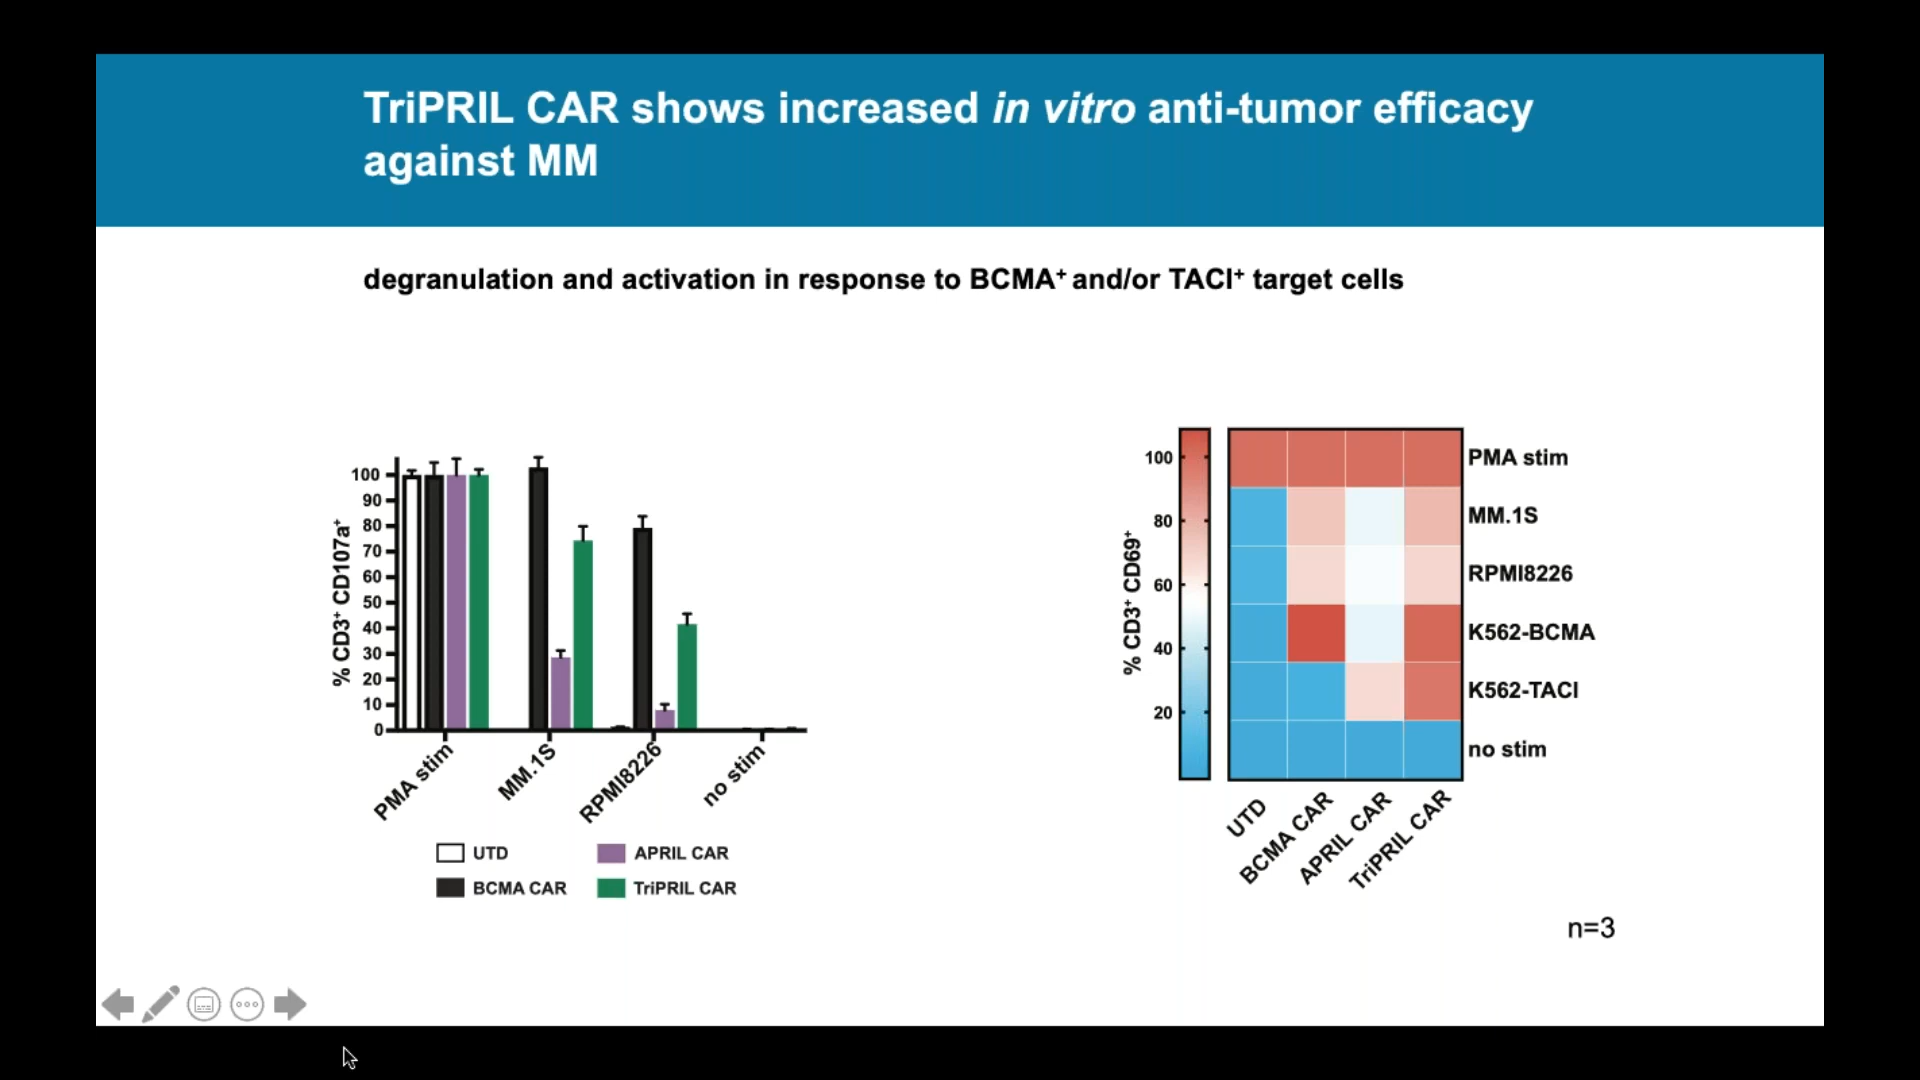 TriPRIL CAR shows increased in vitro anti-tumor efficacy
against MM
degranulation and activation in response to BCMA⁺ and/or TACI⁺ target cells
% CD3⁺ CD107a⁺
100
90
80
70
60
50
40
30
20
10
0
PMA stim
MM.1S
RPMI8226
no stim
UTD
APRIL CAR
BCMA CAR
TriPRIL CAR
% CD3⁺ CD69⁺
100
80
60
40
20
PMA stim
MM.1S
RPMI8226
K562-BCMA
K562-TACI
no stim
UTD
BCMA CAR
APRIL CAR
TriPRIL CAR
n=3